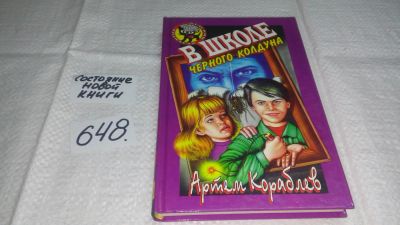 состояние
новой
книги
648.
В ШКОЛЕ
ЧЕРНОГО КОЛДУНА
Артем Кораблев